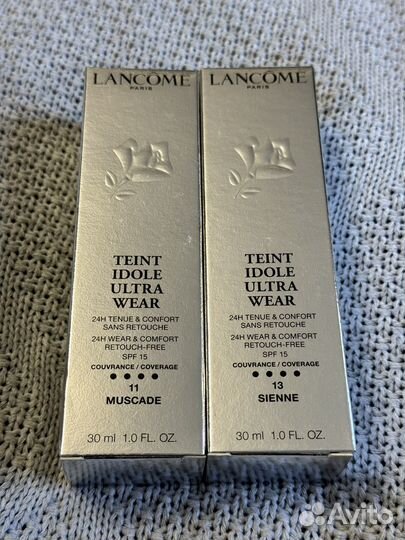 LANCÔME
PARIS
TEINT
IDOLE
ULTRA
WEAR
24H TENUE & CONFORT
SANS RETOUCHE
24H WEAR & COMFORT
RETOUCH-FREE
SPF 15
COUVRANCE / COVERAGE
11
MUSCADE
30 ml 1.0 FL. OZ.
LANCÔME
PARIS
TEINT
IDOLE
ULTRA
WEAR
24H TENUE & CONFORT
SANS RETOUCHE
24H WEAR & COMFORT
RETOUCH-FREE
SPF 15
COUVRANCE / COVERAGE
13
SIENNE
30 ml 1.0 FL. OZ.
Avito